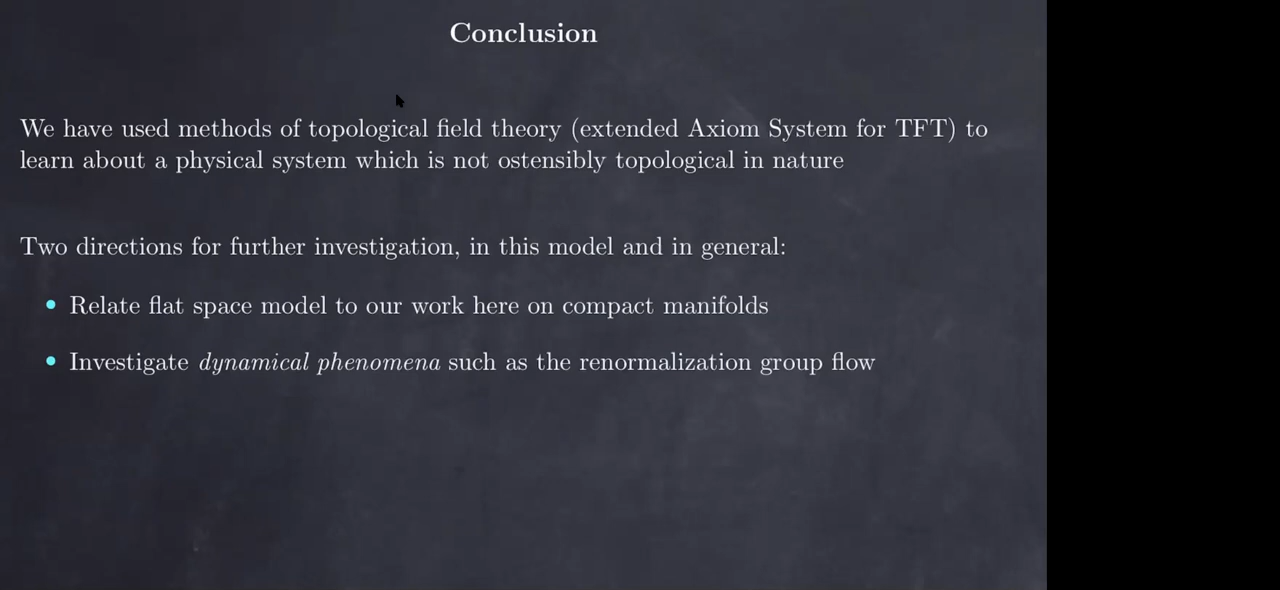 Conclusion
We have used methods of topological field theory (extended Axiom System for TFT) to
learn about a physical system which is not ostensibly topological in nature
Two directions for further investigation, in this model and in general:
• Relate flat space model to our work here on compact manifolds
• Investigate dynamical phenomena such as the renormalization group flow